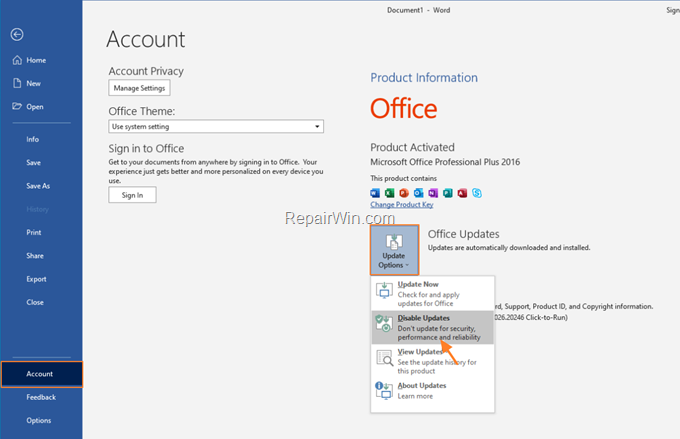 Document1 - Word
Sign
Account
Home
New
Open
Info
Save
Save As
History
Print
Share
Export
Close
Account
Feedback
Options
Account Privacy
Manage Settings
Office Theme:
Use system setting
Sign in to Office
Get to your documents from anywhere by signing in to Office. Your
experience just gets better and more personalized on every device you
use.
Sign In
RepairWin.com
Product Information
Office
Product Activated
Microsoft Office Professional Plus 2016
This product contains
Change Product Key
Update
Options
Office Updates
Updates are automatically downloaded and installed.
Update Now
Check for and apply
updates for Office
Disable Updates
Don't update for security,
performance and reliability
View Updates
See the update history for
this product
About Updates
Learn more
rd, Support, Product ID, and Copyright information.
026.20246 Click-to-Run)